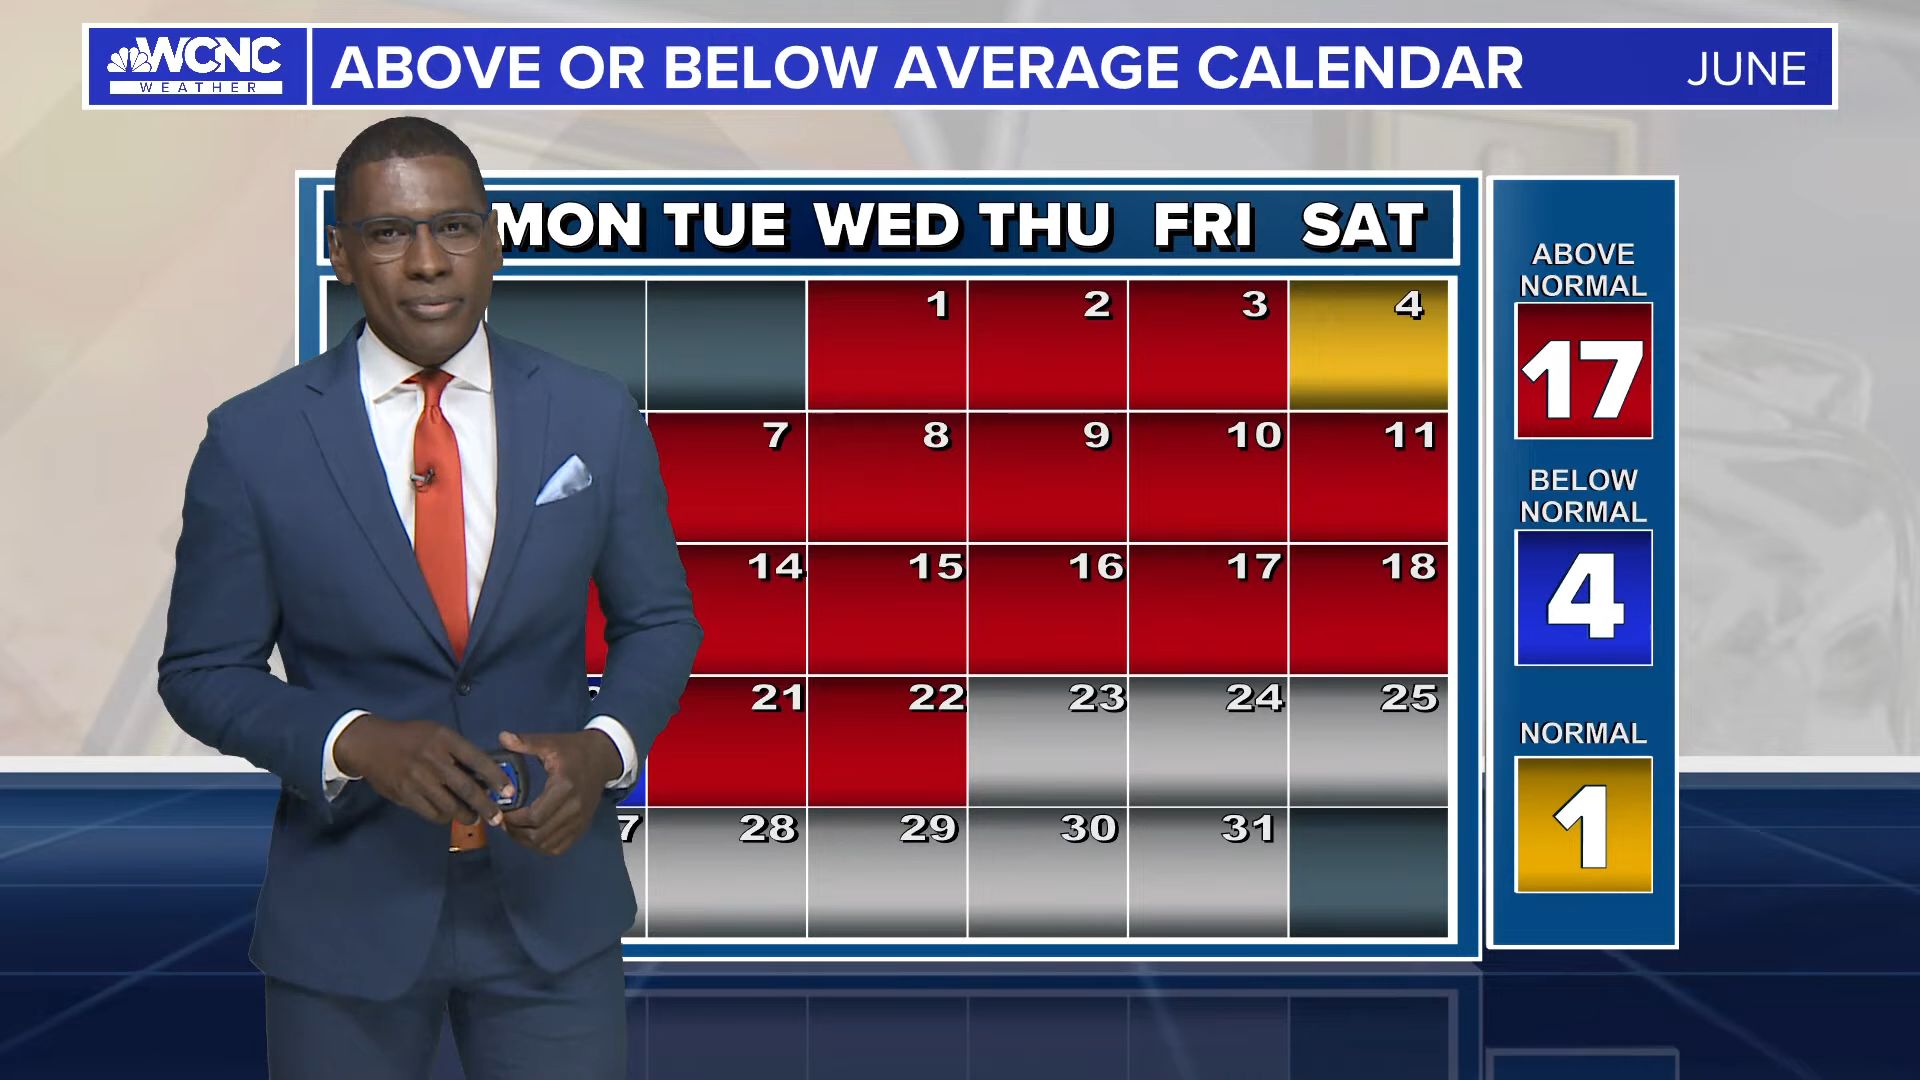 WCNC
WEATHER
ABOVE OR BELOW AVERAGE CALENDAR
JUNE
MON TUE WED THU FRI SAT
1 2 3 4
7 8 9 10 11
14 15 16 17 18
21 22 23 24 25
7 28 29 30 31
ABOVE
NORMAL
17
BELOW
NORMAL
4
NORMAL
1